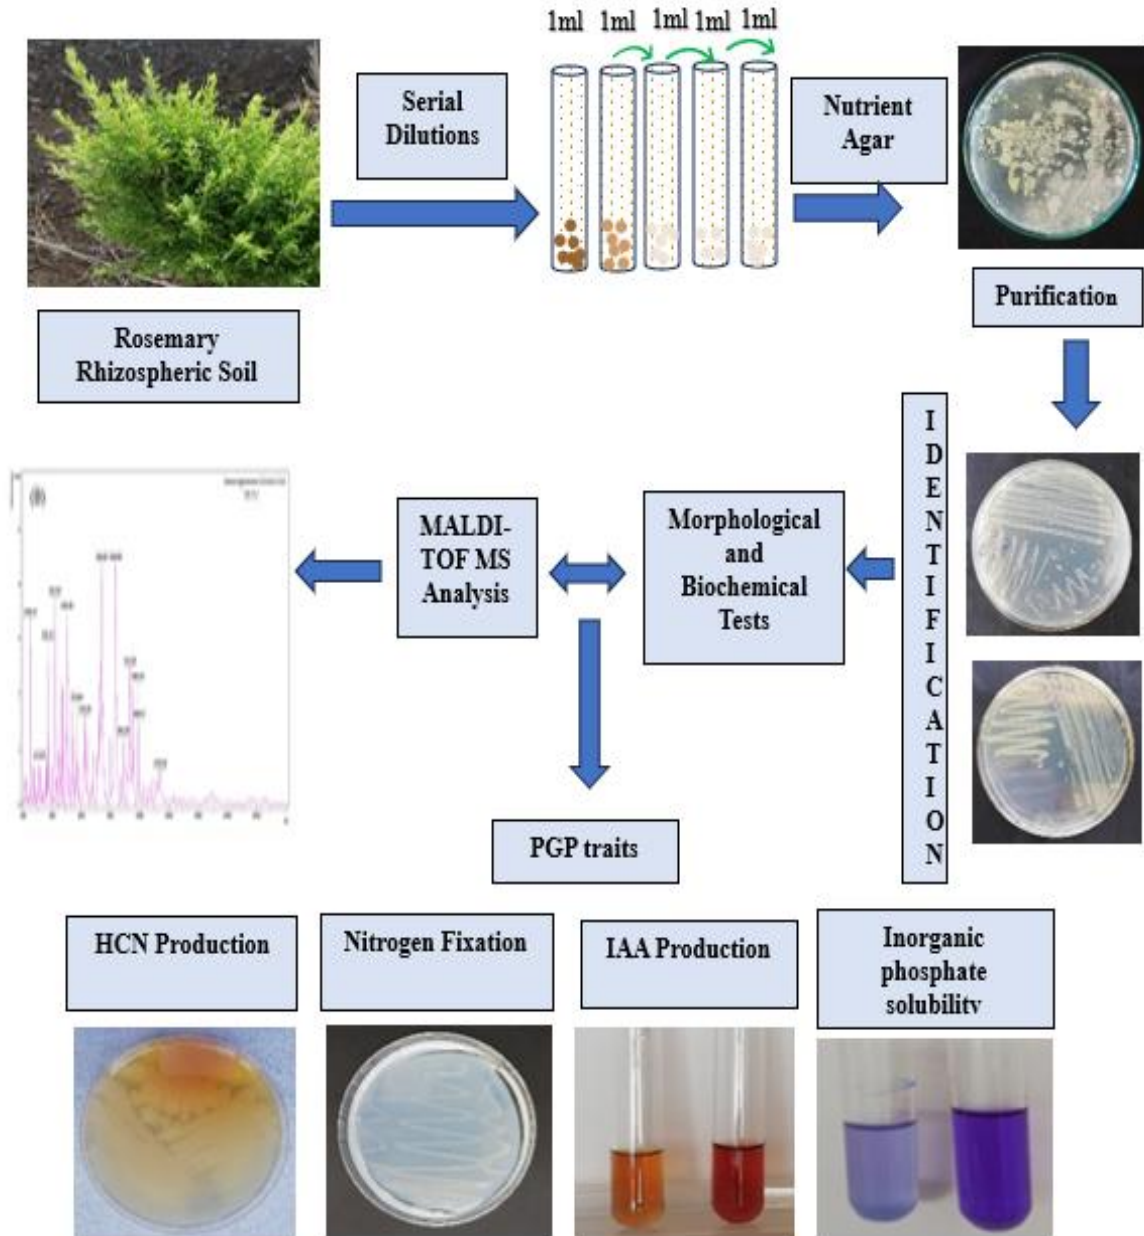 1ml 1ml 1ml 1ml 1ml
Serial
Dilutions
Nutrient
Agar
Rosemary
Rhizospheric Soil
Purification
IDENTIFICATION
Morphological
and
Biochemical
Tests
MALDI-
TOF MS
Analysis
PGP traits
HCN Production
Nitrogen Fixation
IAA Production
Inorganic
phosphate
solubility